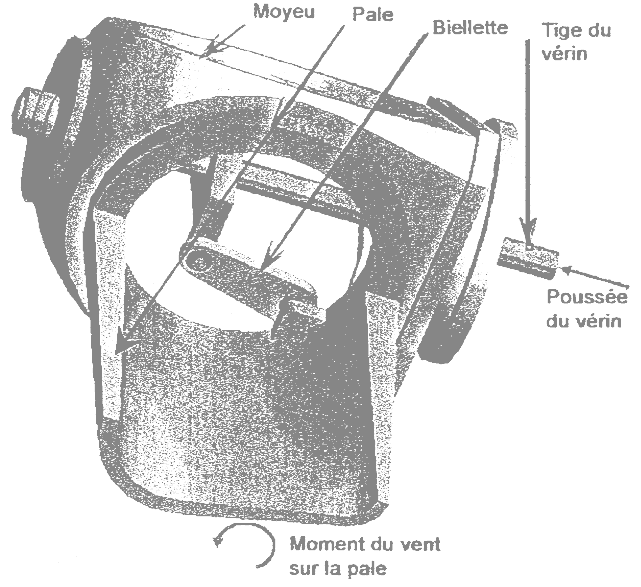 Moyeu
Pale
Biellette
Tige du
vérin
Poussée
du vérin
Moment du vent
sur la pale